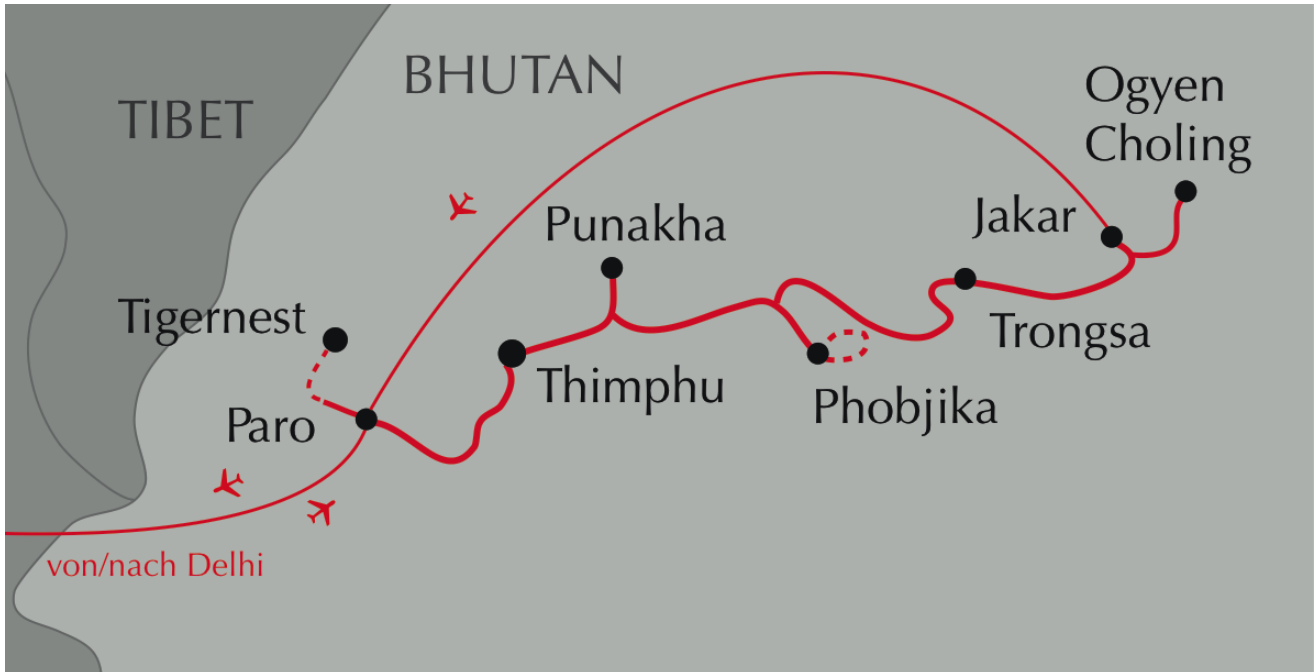 TIBET
BHUTAN
Ogyen
Choling
Jakar
Punakha
Tigernest
Trongsa
Thimphu
Phobjika
Paro
von/nach Delhi